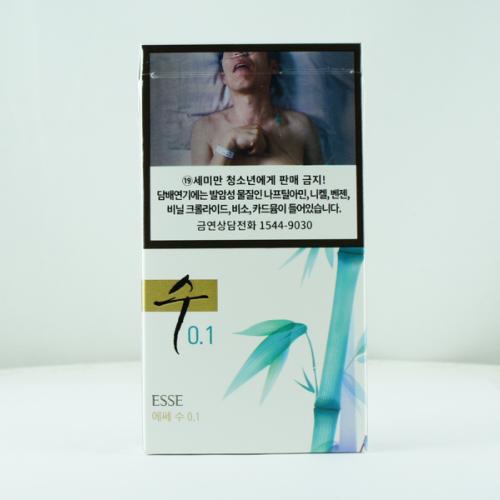 ⑲세미만 청소년에게 판매 금지!
담배연기에는 발암성 물질인 나프틸아민, 니켈, 벤젠,
비닐 크롤라이드, 비소, 카드뮴이 들어있습니다.
금연상담전화 1544-9030
수 0.1
ESSE
에쎄 수 0.1